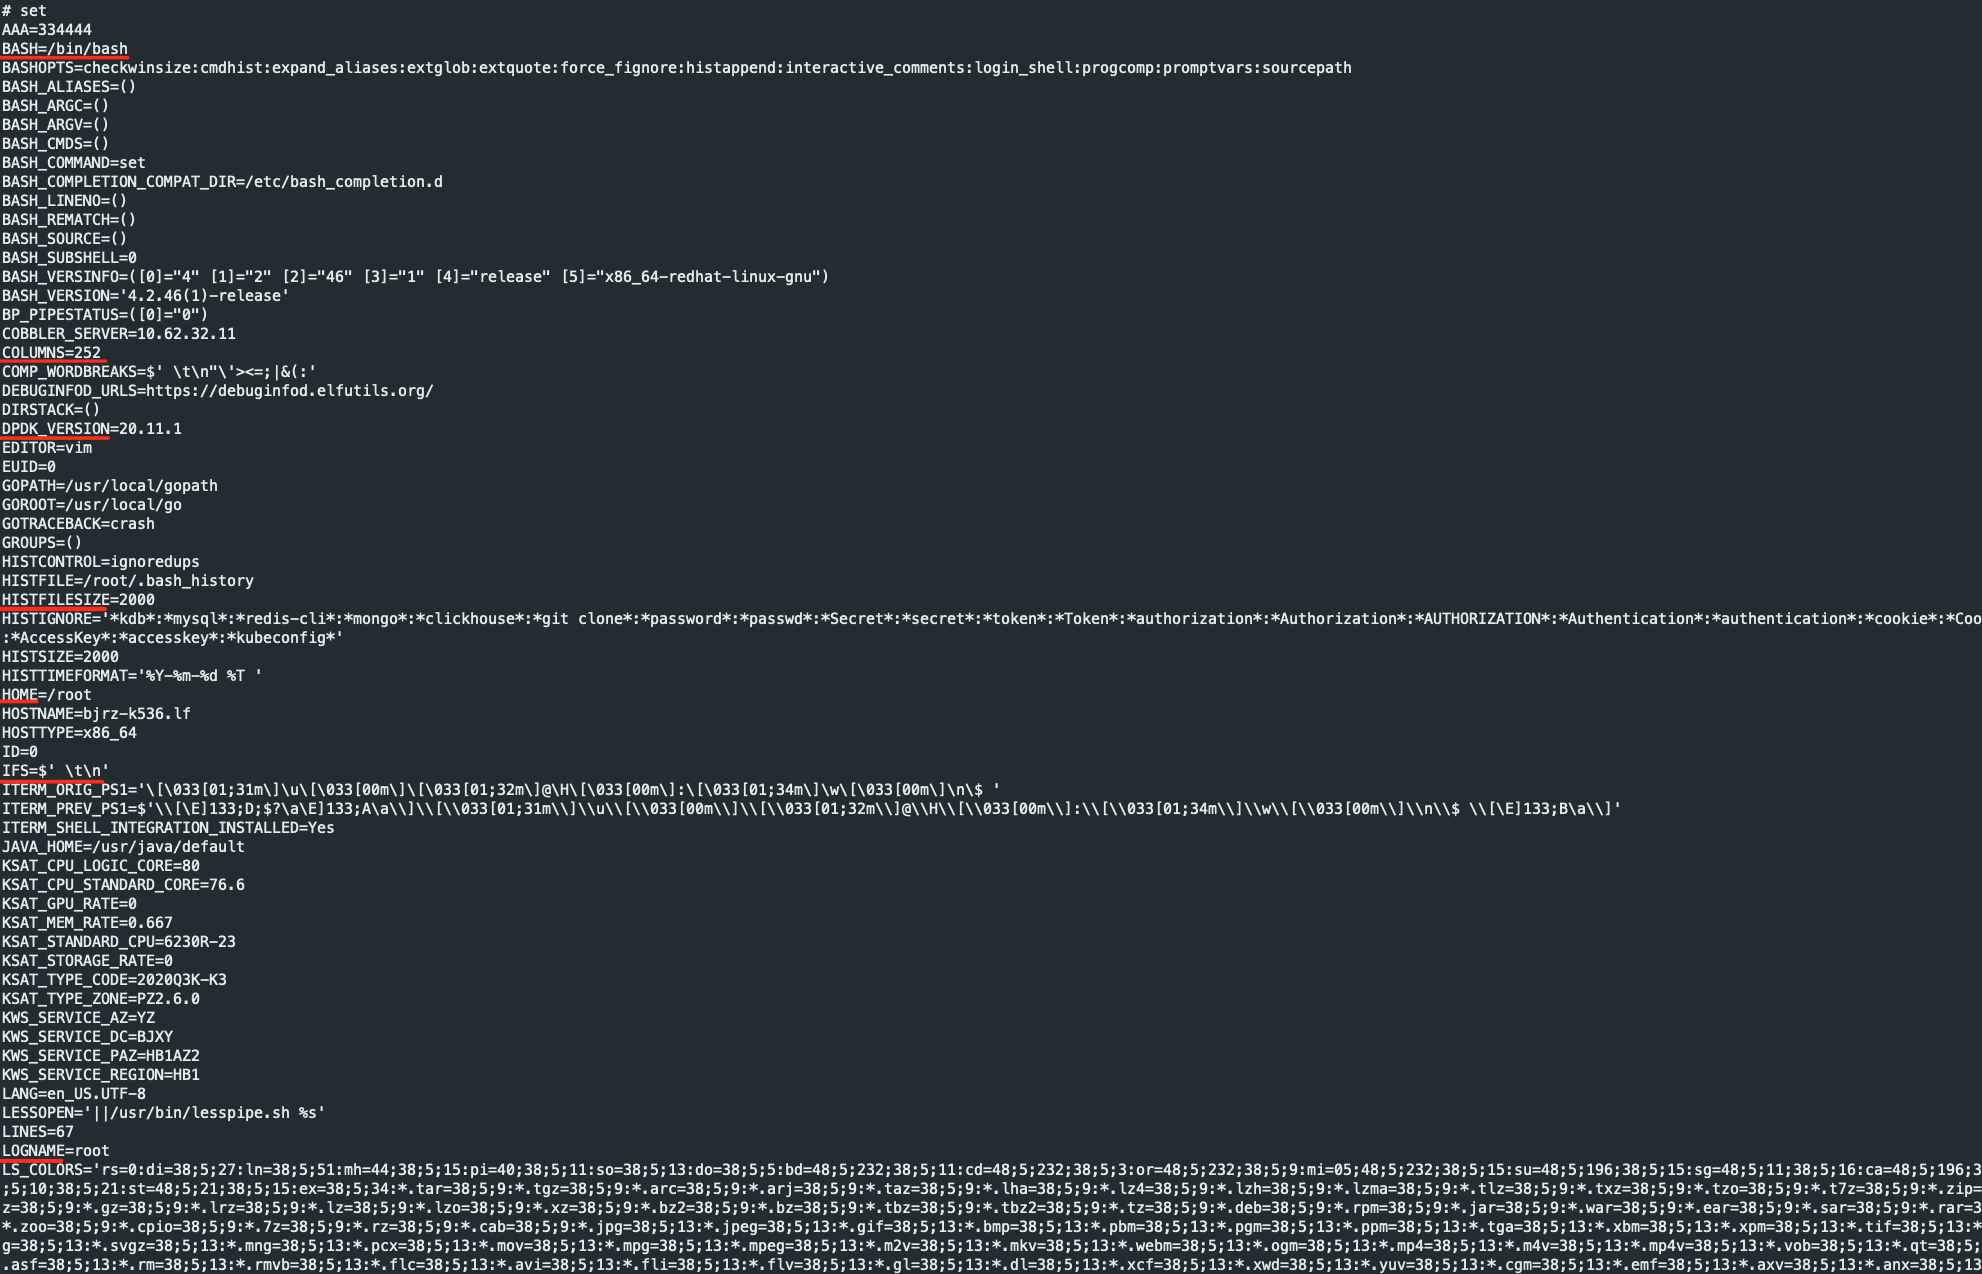 # set
AAA=334444
BASH=/bin/bash
BASHOPTS=checkwinsize:cmdhist:expand_aliases:extglob:extquote:force_fignore:histappend:interactive_comments:login_shell:progcomp:promptvars:sourcepath
BASH_ALIASES=()
BASH_ARGC=()
BASH_ARGV=()
BASH_CMDS=()
BASH_COMMAND=set
BASH_COMPLETION_COMPAT_DIR=/etc/bash_completion.d
BASH_LINENO=()
BASH_REMATCH=()
BASH_SOURCE=()
BASH_SUBSHELL=0
BASH_VERSINFO=([0]="4" [1]="2" [2]="46" [3]="1" [4]="release" [5]="x86_64-redhat-linux-gnu")
BASH_VERSION='4.2.46(1)-release'
BP_PIPESTATUS=([0]="0")
COBBLER_SERVER=10.62.32.11
COLUMNS=252
COMP_WORDBREAKS=$' \t\n"\'><=;|&(:'
DEBUGINFOD_URLS=https://debuginfod.elfutils.org/
DIRSTACK=()
DPDK_VERSION=20.11.1
EDITOR=vim
EUID=0
GOPATH=/usr/local/gopath
GOROOT=/usr/local/go
GOTRACEBACK=crash
GROUPS=()
HISTCONTROL=ignoredups
HISTFILE=/root/.bash_history
HISTFILESIZE=2000
HISTIGNORE='*kdb*:*mysql*:*redis-cli*:*mongo*:*clickhouse*:*git clone*:*password*:*passwd*:*Secret*:*secret*:*token*:*Token*:*authorization*:*Authorization*:*AUTHORIZATION*:*Authentication*:*authentication*:*cookie*:*Coo
:*AccessKey*:*accesskey*:*kubeconfig*'
HISTSIZE=2000
HISTTIMEFORMAT='%Y-%m-%d %T '
HOME=/root
HOSTNAME=bjrz-k536.lf
HOSTTYPE=x86_64
ID=0
IFS=$' \t\n'
ITERM_ORIG_PS1='\[\033[01;31m\]\u\[\033[00m\]\[\033[01;32m\]@\H\[\033[00m\]:\[\033[01;34m\]\w\[\033[00m\]\n\$ '
ITERM_PREV_PS1=$'\\[\E]133;D;$?\a\E]133;A\a\\]\\[\\033[01;31m\\]\\u\\[\\033[00m\\]\\[\\033[01;32m\\]@\\H\\[\\033[00m\\]:\\[\\033[01;34m\\]\\w\\[\\033[00m\\]\\n\\$ \\[\E]133;B\a\\]'
ITERM_SHELL_INTEGRATION_INSTALLED=Yes
JAVA_HOME=/usr/java/default
KSAT_CPU_LOGIC_CORE=80
KSAT_CPU_STANDARD_CORE=76.6
KSAT_GPU_RATE=0
KSAT_MEM_RATE=0.667
KSAT_STANDARD_CPU=6230R-23
KSAT_STORAGE_RATE=0
KSAT_TYPE_CODE=2020Q3K-K3
KSAT_TYPE_ZONE=PZ2.6.0
KWS_SERVICE_AZ=YZ
KWS_SERVICE_DC=BJXY
KWS_SERVICE_PAZ=HB1AZ2
KWS_SERVICE_REGION=HB1
LANG=en_US.UTF-8
LESSOPEN='||/usr/bin/lesspipe.sh %s'
LINES=67
LOGNAME=root
LS_COLORS='rs=0:di=38;5;27:ln=38;5;51:mh=44;38;5;15:pi=40;38;5;11:so=38;5;13:do=38;5;5:bd=48;5;232;38;5;11:cd=48;5;232;38;5;3:or=48;5;232;38;5;9:mi=05;48;5;232;38;5;15:su=48;5;196;38;5;15:sg=48;5;11;38;5;16:ca=48;5;196;3
;5;10;38;5;21:st=48;5;21;38;5;15:ex=38;5;34:*.tar=38;5;9:*.tgz=38;5;9:*.arc=38;5;9:*.arj=38;5;9:*.taz=38;5;9:*.lha=38;5;9:*.lz4=38;5;9:*.lzh=38;5;9:*.lzma=38;5;9:*.tlz=38;5;9:*.txz=38;5;9:*.tzo=38;5;9:*.t7z=38;5;9:*.zip=
z=38;5;9:*.gz=38;5;9:*.lrz=38;5;9:*.lz=38;5;9:*.lzo=38;5;9:*.xz=38;5;9:*.bz2=38;5;9:*.bz=38;5;9:*.tbz=38;5;9:*.tbz2=38;5;9:*.tz=38;5;9:*.deb=38;5;9:*.rpm=38;5;9:*.jar=38;5;9:*.war=38;5;9:*.ear=38;5;9:*.sar=38;5;9:*.rar=3
*.zoo=38;5;9:*.cpio=38;5;9:*.7z=38;5;9:*.rz=38;5;9:*.cab=38;5;9:*.jpg=38;5;13:*.jpeg=38;5;13:*.gif=38;5;13:*.bmp=38;5;13:*.pbm=38;5;13:*.pgm=38;5;13:*.ppm=38;5;13:*.tga=38;5;13:*.xbm=38;5;13:*.xpm=38;5;13:*.tif=38;5;13:*
g=38;5;13:*.svgz=38;5;13:*.mng=38;5;13:*.pcx=38;5;13:*.mov=38;5;13:*.mpg=38;5;13:*.mpeg=38;5;13:*.m2v=38;5;13:*.mkv=38;5;13:*.webm=38;5;13:*.ogm=38;5;13:*.mp4=38;5;13:*.m4v=38;5;13:*.mp4v=38;5;13:*.vob=38;5;13:*.qt=38;5;
.asf=38;5;13:*.rm=38;5;13:*.rmvb=38;5;13:*.flc=38;5;13:*.avi=38;5;13:*.fli=38;5;13:*.flv=38;5;13:*.gl=38;5;13:*.dl=38;5;13:*.xcf=38;5;13:*.xwd=38;5;13:*.yuv=38;5;13:*.cgm=38;5;13:*.emf=38;5;13:*.axv=38;5;13:*.anx=38;5;13